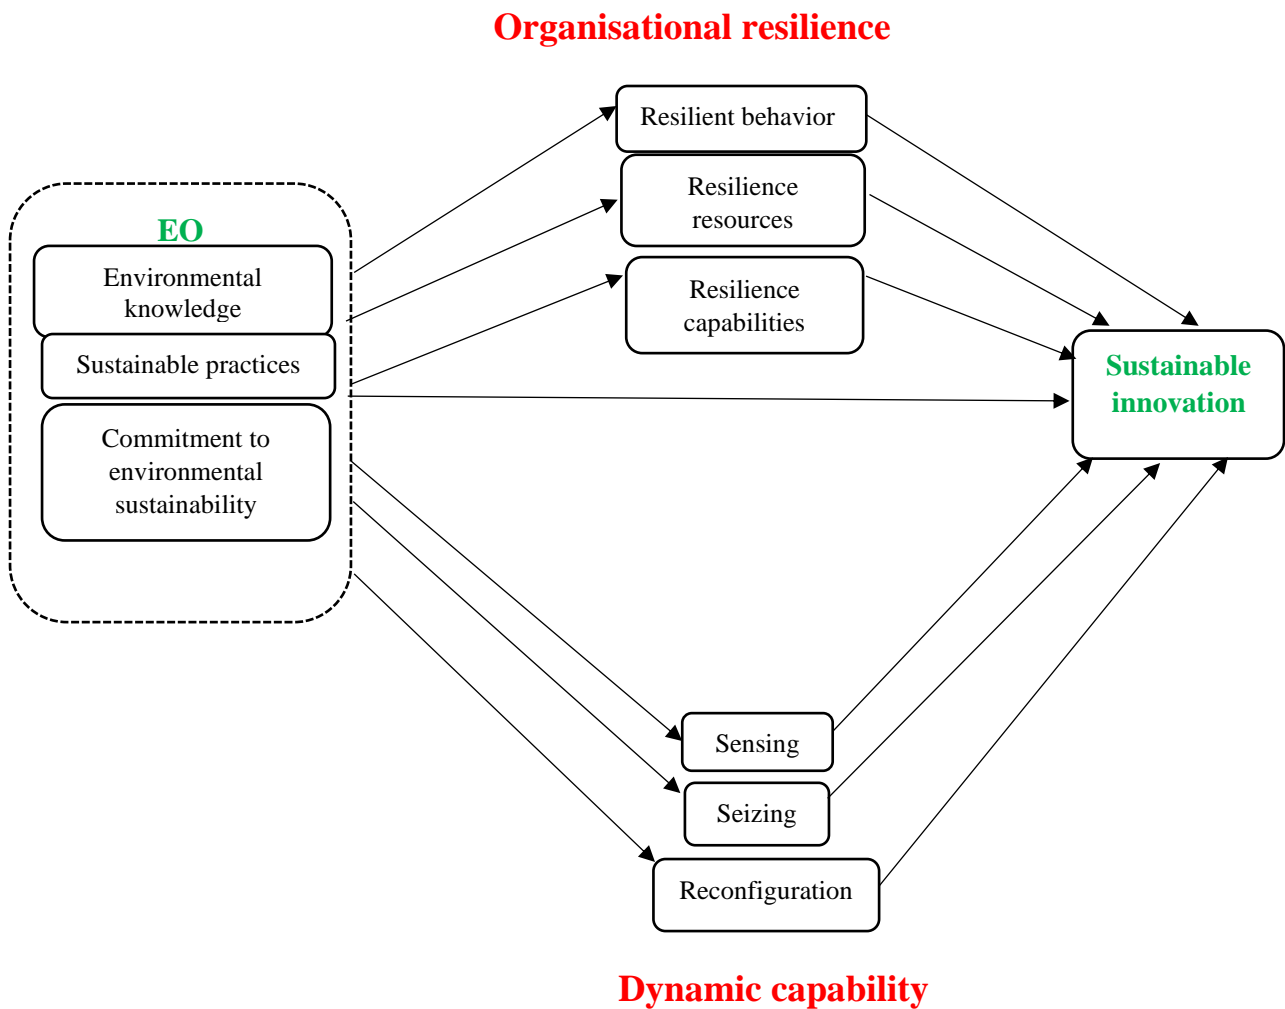 Organisational resilience
Resilient behavior
Resilience
resources
Resilience
capabilities
EO
Environmental
knowledge
Sustainable practices
Commitment to
environmental
sustainability
Sustainable
innovation
Sensing
Seizing
Reconfiguration
Dynamic capability